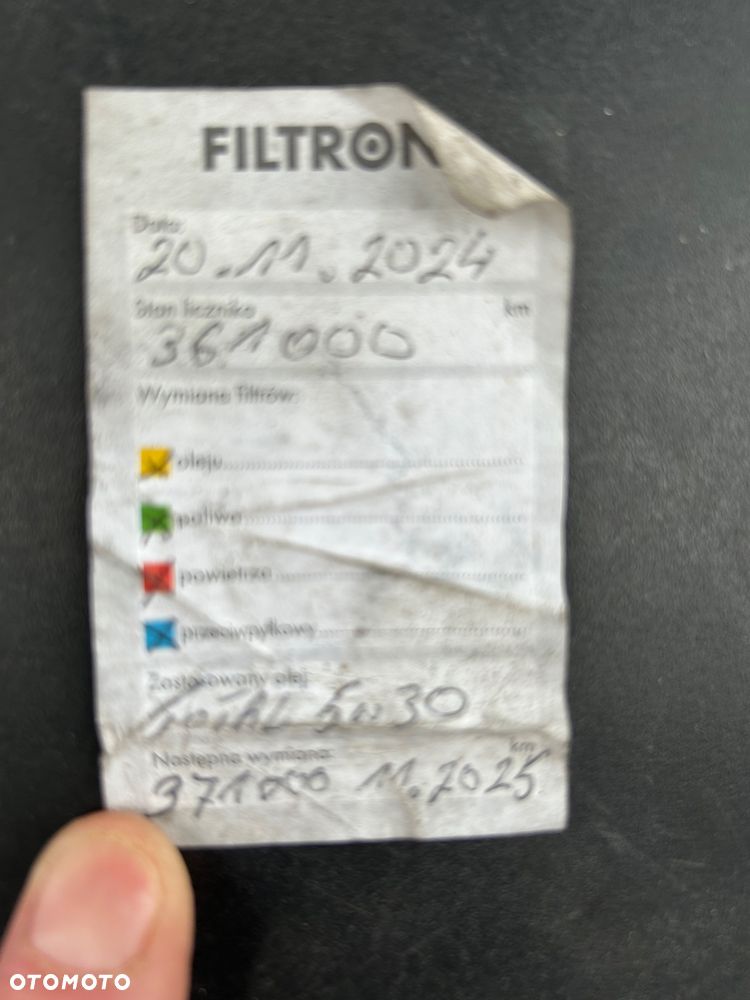 FILTRON
Data:
20.11.2024
Stan licznika km
361000
Wymiana filtrów:
oleju
paliwa
powietrza
przeciwpyłkowy
Zastosowany olej:
5w30
Następna wymiana: km
371000 11.2025
OTOMOTO